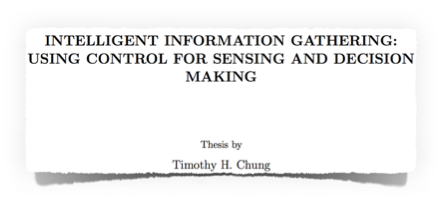 INTELLIGENT INFORMATION GATHERING:
USING CONTROL FOR SENSING AND DECISION
MAKING
Thesis by
Timothy H. Chung